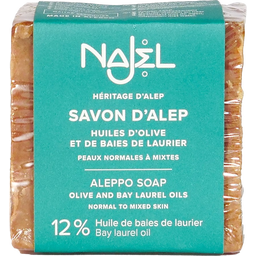 NAJEL
HÉRITAGE D'ALEP
SAVON D'ALEP
HUILES D'OLIVE
ET DE BAIES DE LAURIER
PEAUX NORMALES À MIXTES
ALEPPO SOAP
OLIVE AND BAY LAUREL OILS
NORMAL TO MIXED SKIN
12% Huile de baies de laurier
Bay laurel oil